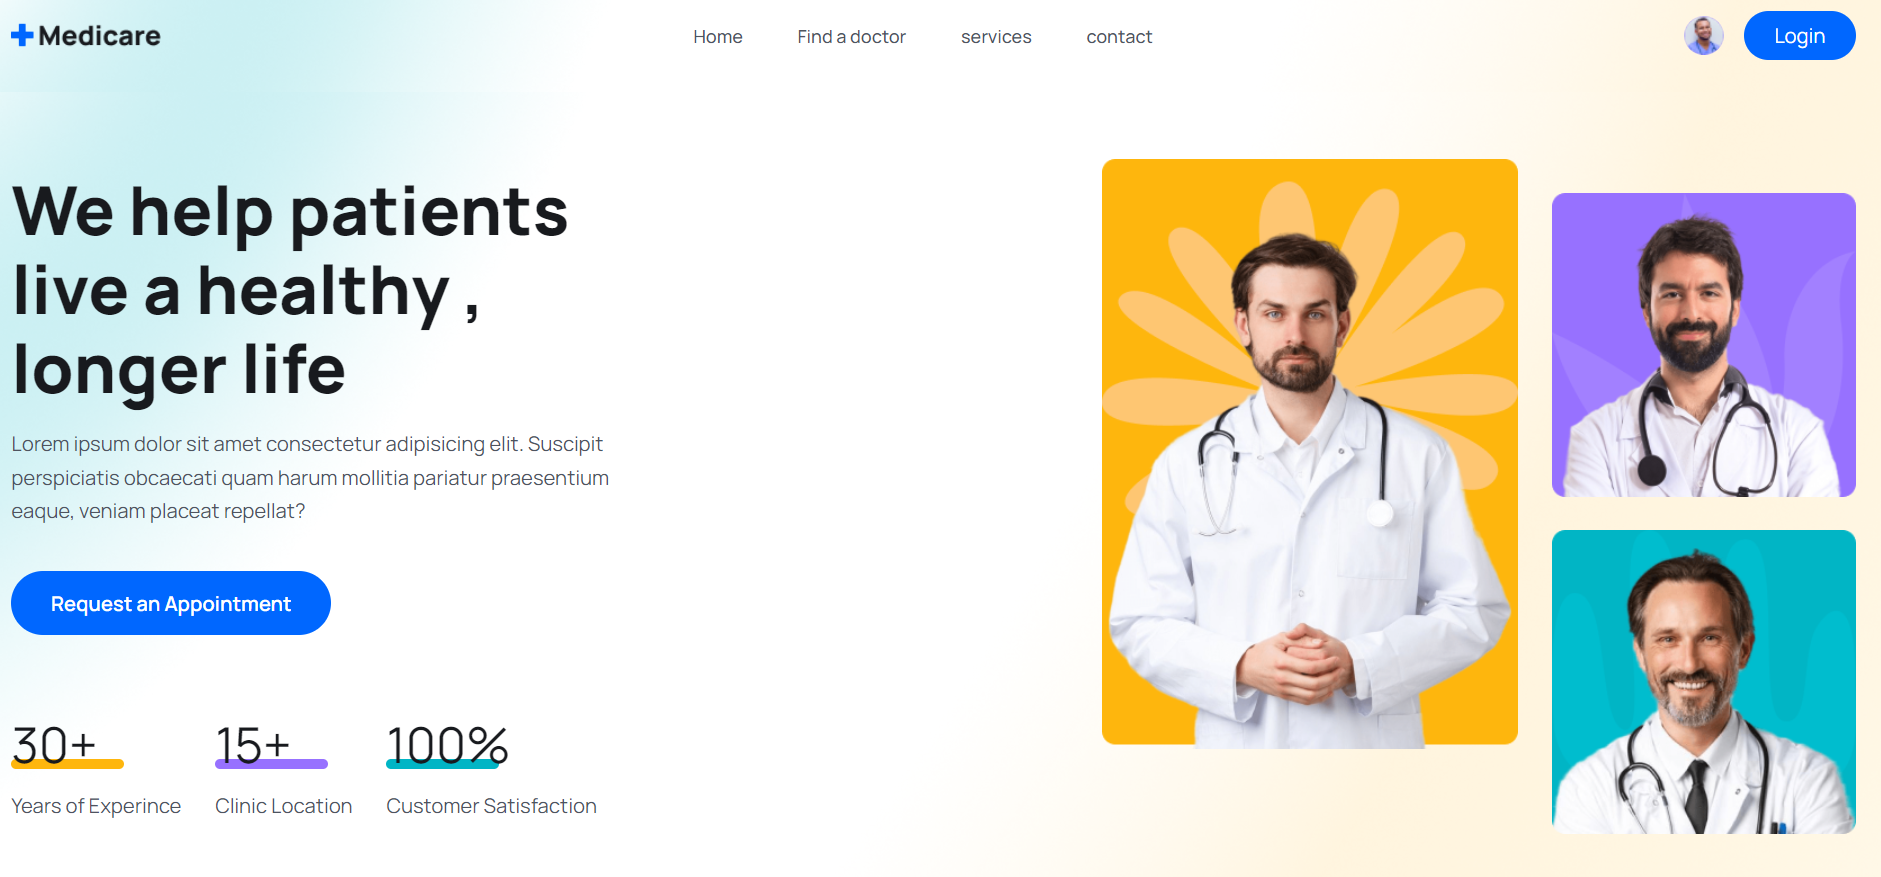 Medicare
Home
Find a doctor
services
contact
Login
We help patients
live a healthy ,
longer life
Lorem ipsum dolor sit amet consectetur adipisicing elit. Suscipit
perspiciatis obcaecati quam harum mollitia pariatur praesentium
eaque, veniam placeat repellat?
Request an Appointment
30+
Years of Experince
15+
Clinic Location
100%
Customer Satisfaction